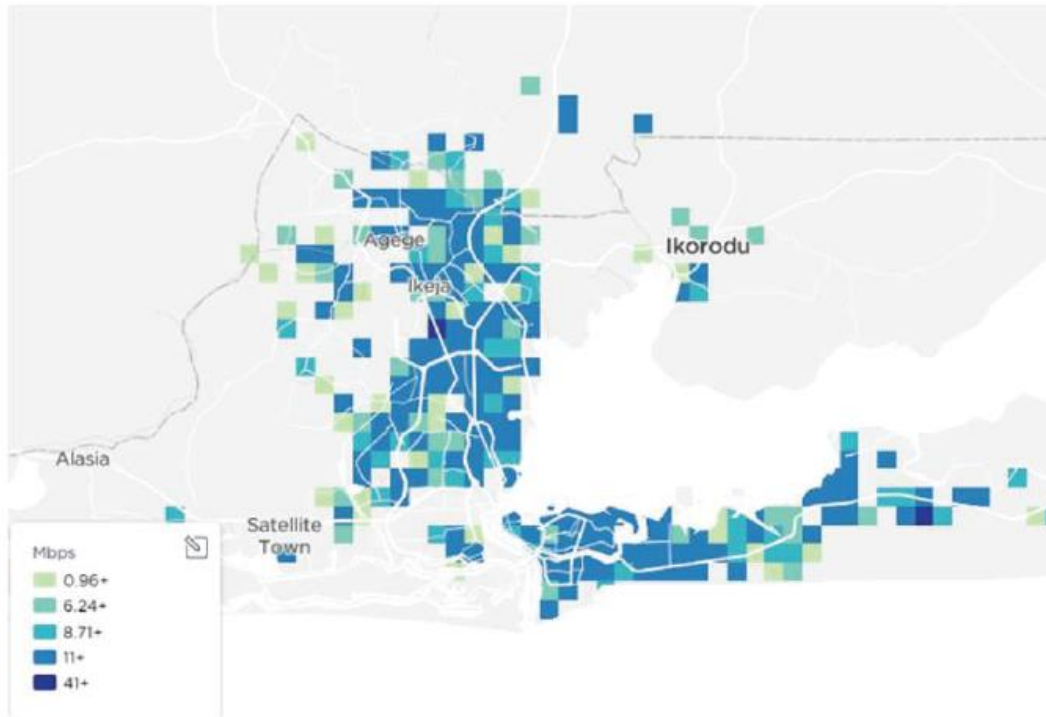 Agege
Ikeja
Ikorodu
Alasia
Satellite
Town
Mbps
0.96+
6.24+
8.71+
11+
41+